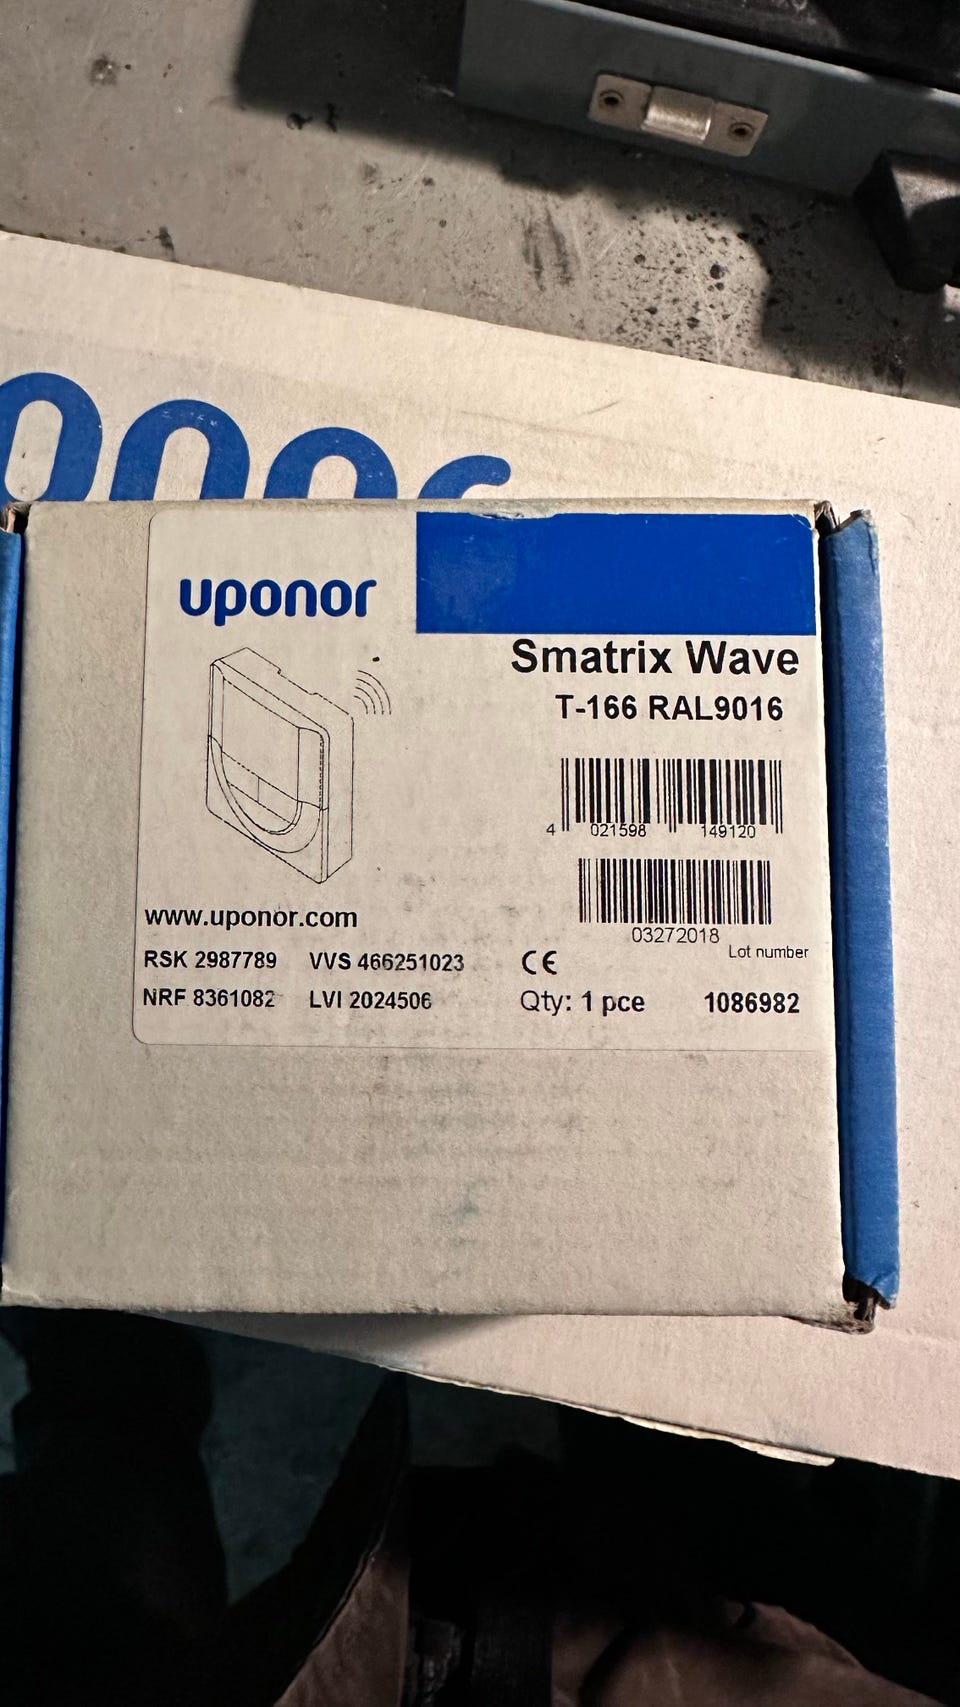 uponor
Smatrix Wave
T-166 RAL9016
4 021598 149120
03272018
Lot number
www.uponor.com
RSK 2987789 VVS 466251023
NRF 8361082 LVI 2024506
CE
Qty: 1 pce 1086982